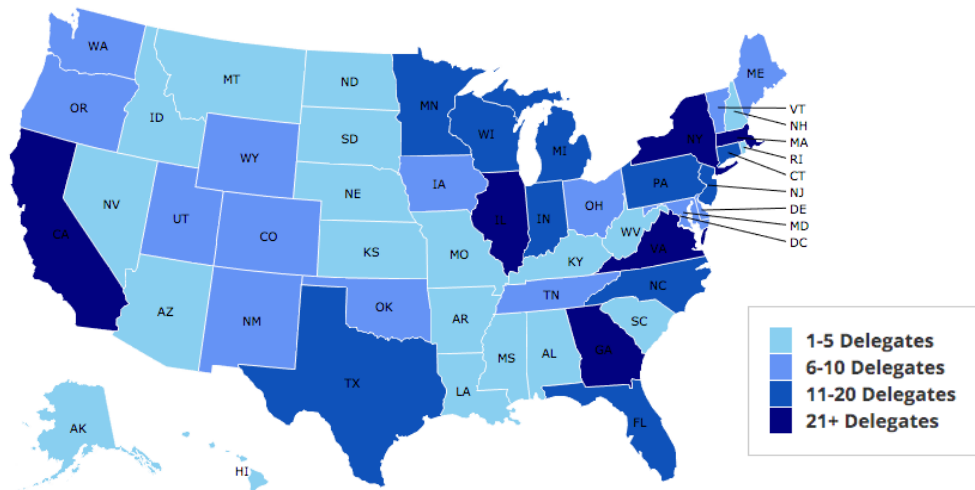 WA
OR
CA
ID
NV
MT
WY
UT
AZ
CO
NM
ND
SD
NE
KS
OK
TX
MN
IA
MO
AR
LA
WI
IL
MI
IN
OH
KY
TN
MS
AL
GA
FL
SC
NC
VA
WV
PA
NY
ME
VT
NH
MA
RI
CT
NJ
DE
MD
DC
AK
HI
1-5 Delegates
6-10 Delegates
11-20 Delegates
21+ Delegates